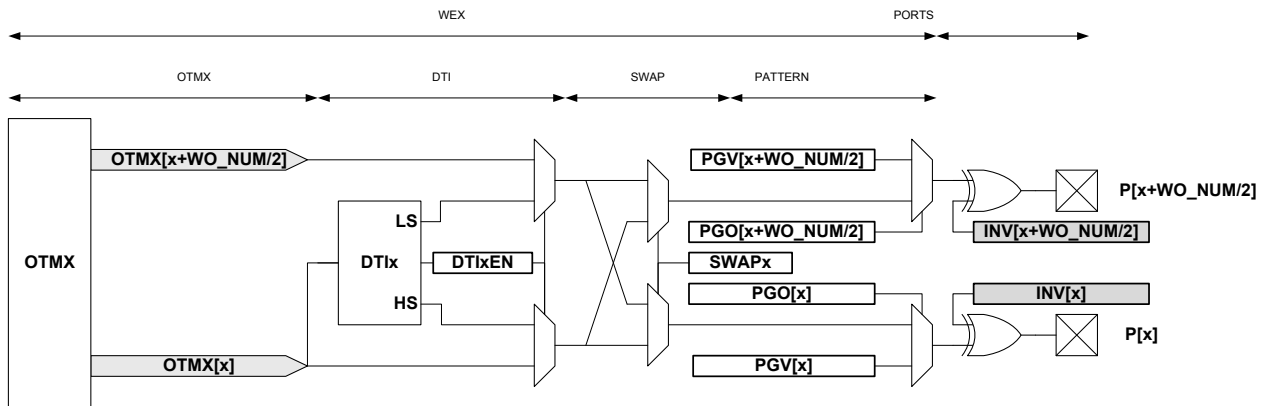 WEX PORTS
OTMX DTI SWAP PATTERN
OTMX[x+WO_NUM/2] PGV[x+WO_NUM/2]
P[x+WO_NUM/2]
LS
PGO[x+WO_NUM/2] INV[x+WO_NUM/2]
OTMX DTIx DTIxEN SWAPx
HS PGO[x] INV[x]
P[x]
OTMX[x] PGV[x]